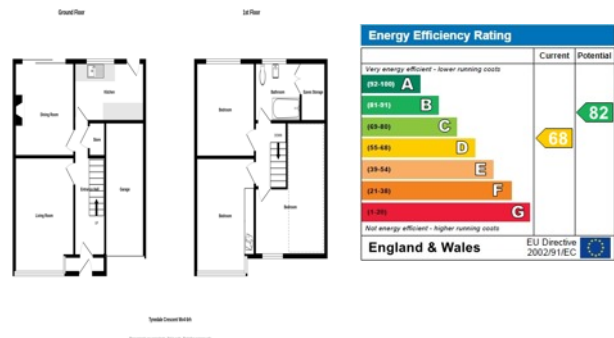 Ground Floor
1st Floor
Dining Room
Kitchen
Store
Living Room
Garage
Bedroom
Bathroom
Eaves Storage
Bedroom
Bedroom
Energy Efficiency Rating
Current
Potential
Very energy efficient - lower running costs
(92-100) A
(81-91) B
(69-80) C
(55-68) D
(39-54) E
(21-38) F
(1-20) G
68
82
Not energy efficient - higher running costs
England & Wales
EU Directive
2002/91/EC
Tynedale Crescent